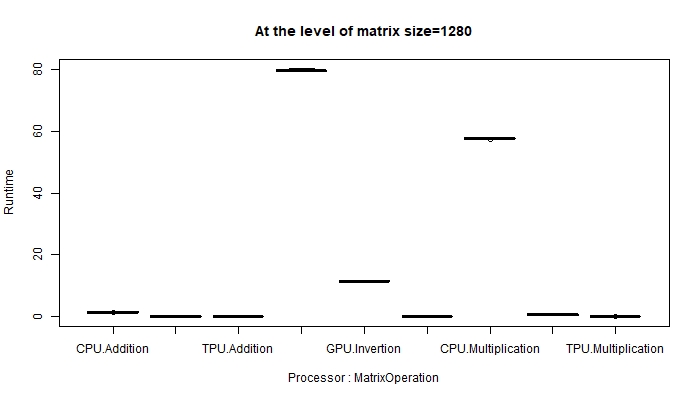 At the level of matrix size=1280
80
60
40
20
0
Runtime
CPU.Addition TPU.Addition GPU.Invertion CPU.Multiplication TPU.Multiplication
Processor : MatrixOperation